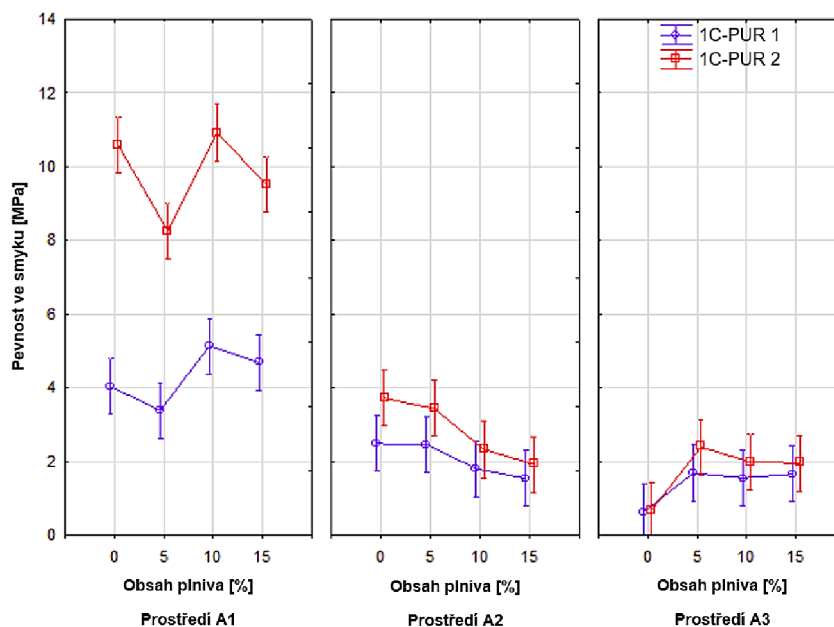 1C-PUR 1
1C-PUR 2
Pevnost ve smyku [MPa]
14
12
10
8
6
4
2
0
0 5 10 15 0 5 10 15 0 5 10 15
Obsah plniva [%] Obsah plniva [%] Obsah plniva [%]
Prostředí A1 Prostředí A2 Prostředí A3